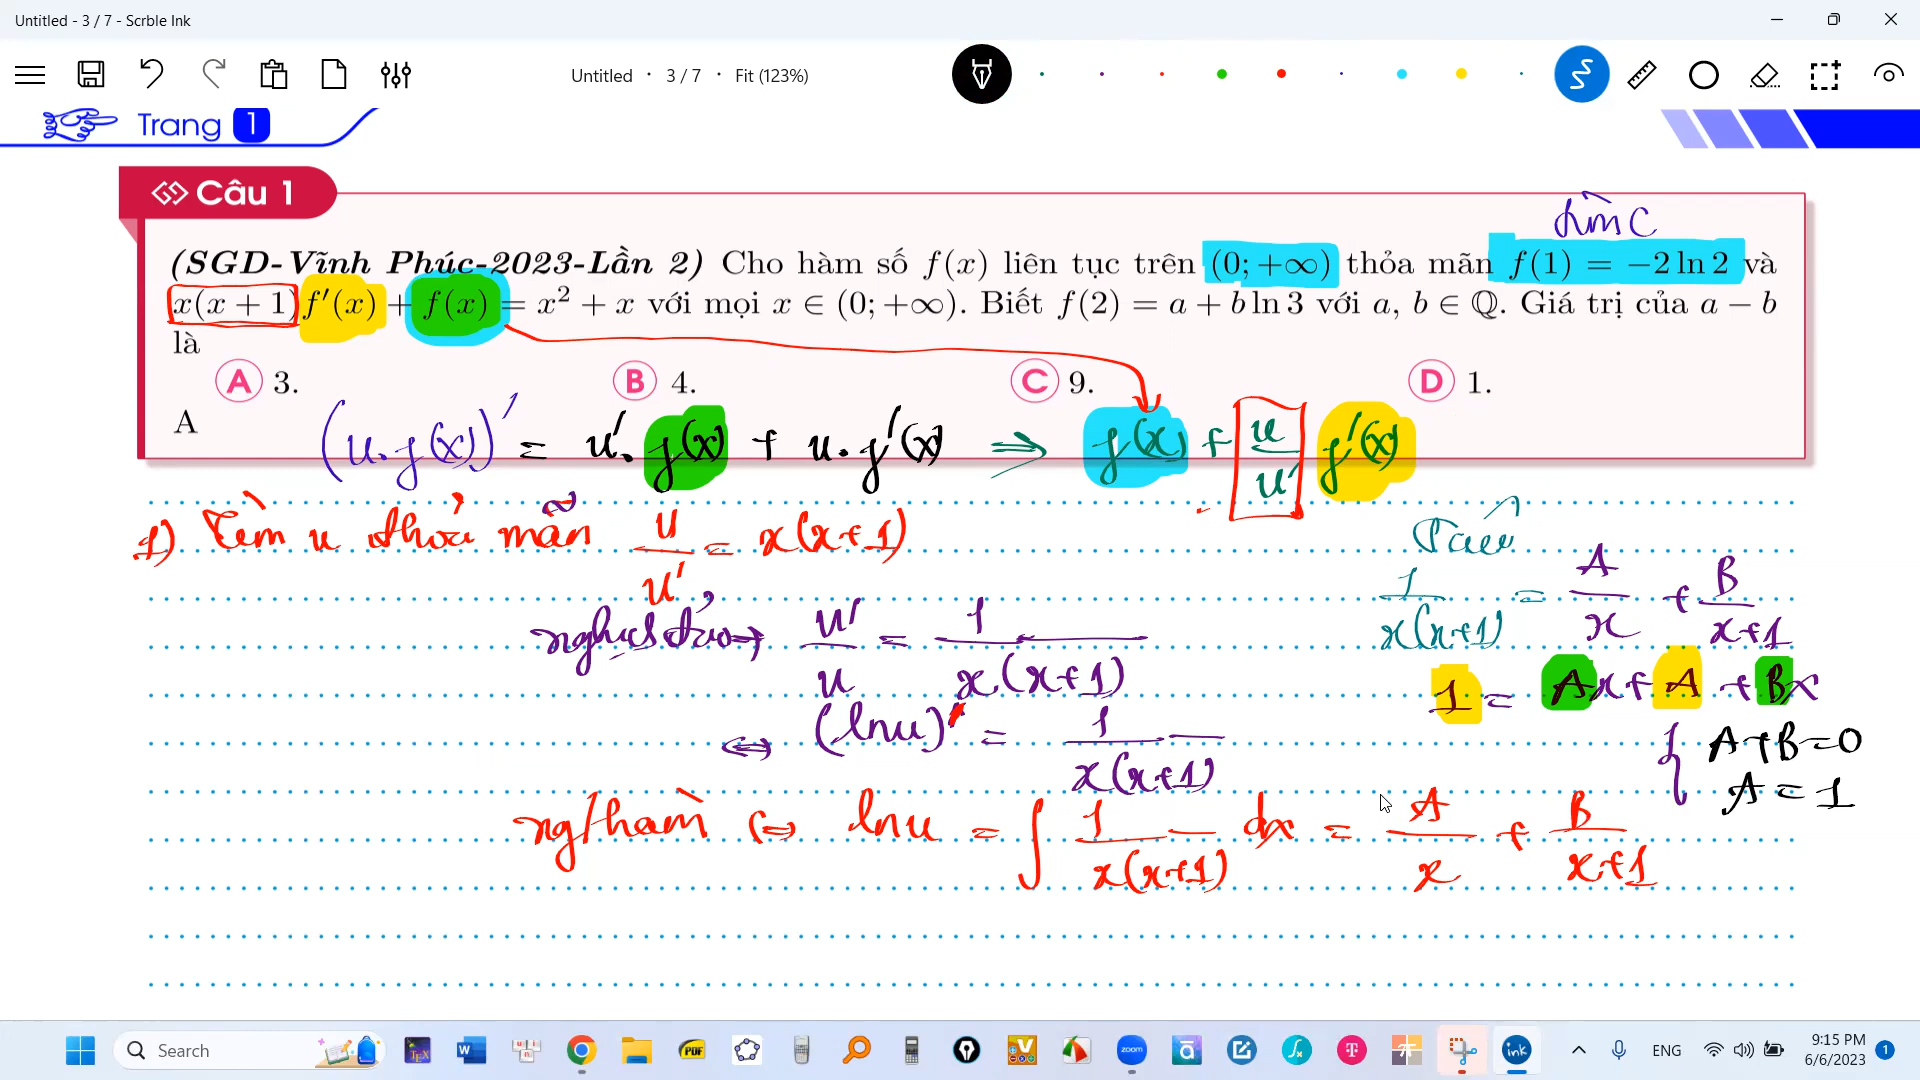 Untitled - 3 / 7 - Scrble Ink
Untitled • 3 / 7 • Fit (123%)
Trang 1
Câu 1
tìm C
(SGD-Vĩnh Phúc-2023-Lần 2) Cho hàm số f(x) liên tục trên (0; +∞) thỏa mãn f(1) = −2 ln 2 và
x(x + 1)f′(x) + f(x) = x² + x với mọi x ∈ (0; +∞). Biết f(2) = a + b ln 3 với a, b ∈ ℚ. Giá trị của a − b
là
A 3. B 4. C 9. D 1.
A
(u.f(x))′ = u′.f(x) + u.f′(x) ⇒ f(x) + u/u′ f′(x)
1) Tìm u thỏa mãn u/u′ = x(x+1)
nghịch đảo → u′/u = 1/x(x+1)
⇔ (lnu)′ = 1/x(x+1)
ng/hàm ⇔ lnu = ∫ 1/x(x+1) dx = A/x + B/x+1
1/x(x+1) = A/x + B/x+1
1 = Ax + A + Bx
{ A+B=0
A = 1
Search
ENG
9:15 PM
6/6/2023
1